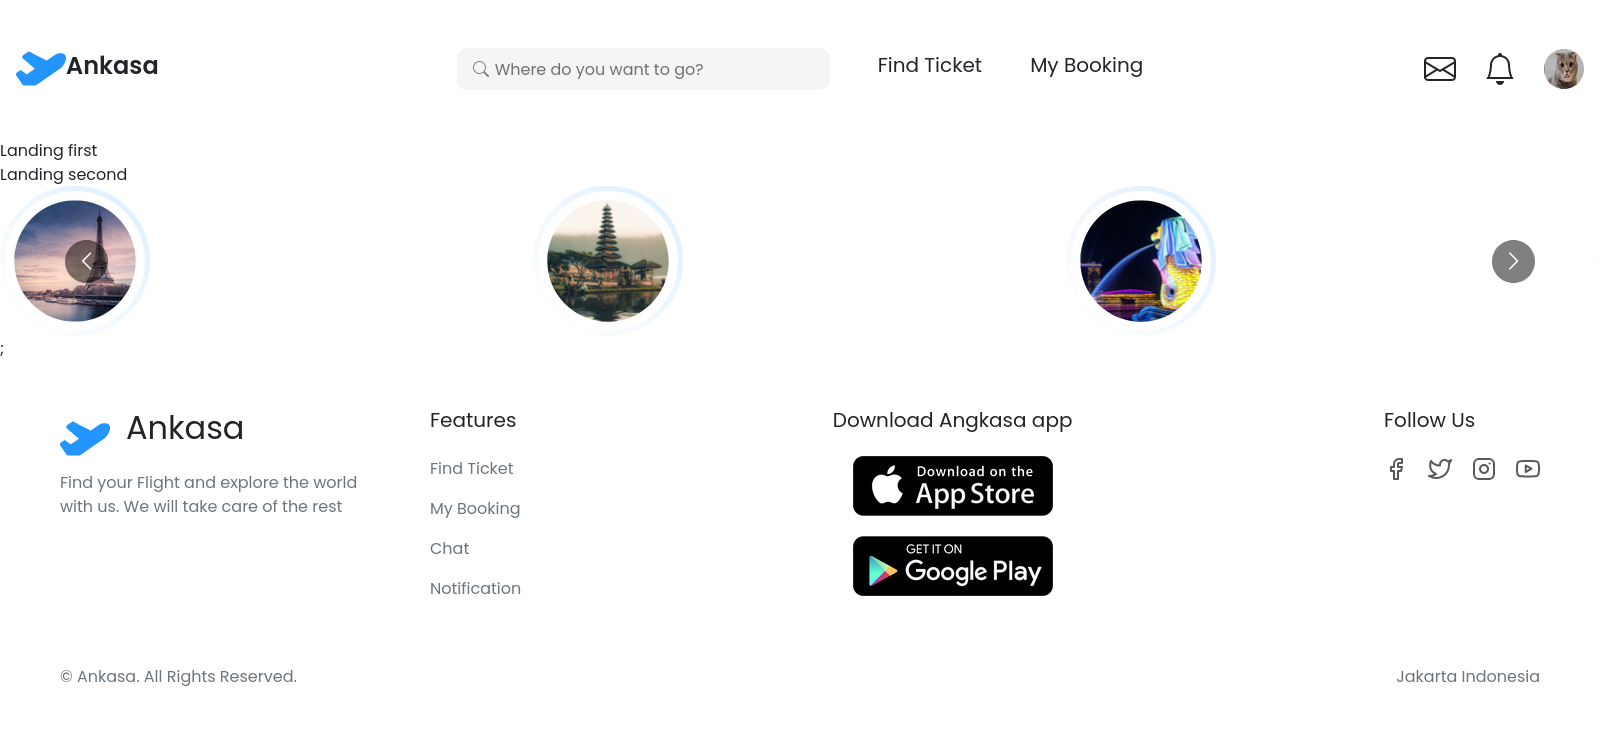 Ankasa
Where do you want to go?
Find Ticket
My Booking
Landing first
Landing second
;
Ankasa
Find your Flight and explore the world
with us. We will take care of the rest
Features
Find Ticket
My Booking
Chat
Notification
Download Angkasa app
Download on the
App Store
GET IT ON
Google Play
Follow Us
© Ankasa. All Rights Reserved.
Jakarta Indonesia